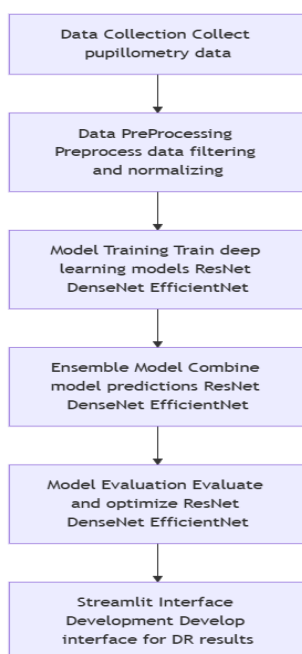 Data Collection Collect
pupillometry data
Data PreProcessing
Preprocess data filtering
and normalizing
Model Training Train deep
learning models ResNet
DenseNet EfficientNet
Ensemble Model Combine
model predictions ResNet
DenseNet EfficientNet
Model Evaluation Evaluate
and optimize ResNet
DenseNet EfficientNet
Streamlit Interface
Development Develop
interface for DR results